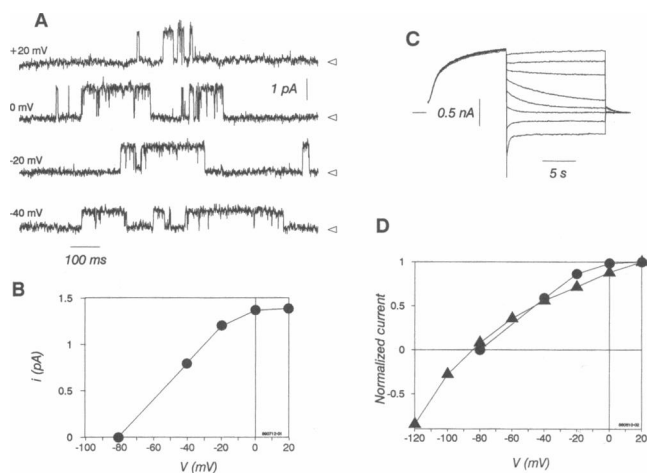 A
+20 mV
1 pA
0 mV
-20 mV
-40 mV
100 ms
B
1.5
1
0.5
0
i (pA)
-100 -80 -60 -40 -20 0 20
V (mV)
C
0.5 nA
5 s
D
1
0.5
0
-0.5
Normalized current
-120 -100 -80 -60 -40 -20 0 20
V (mV)